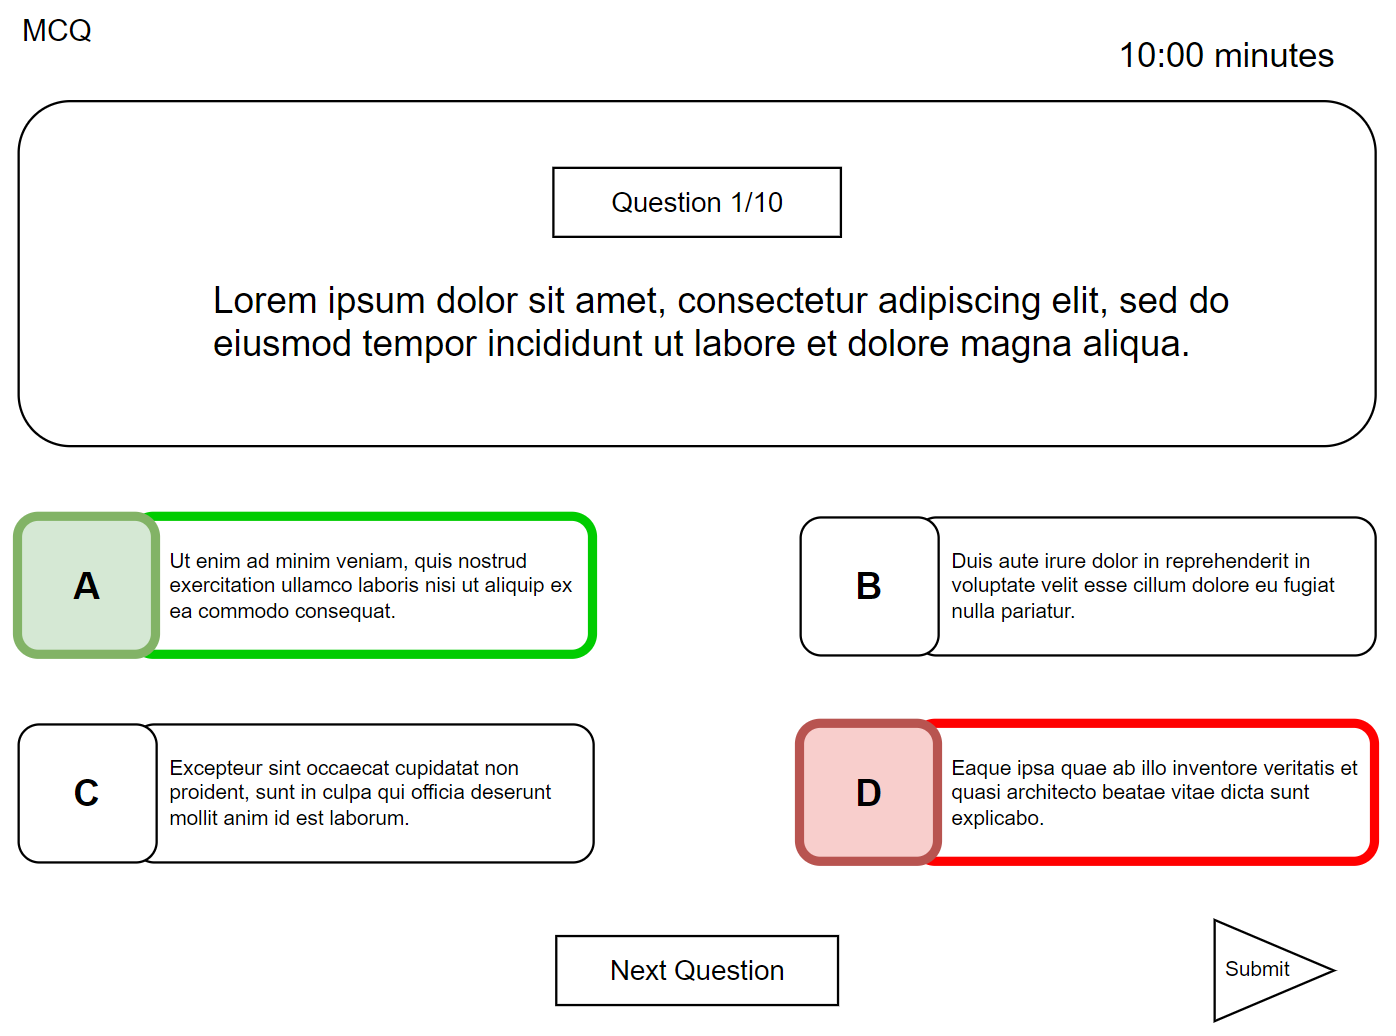 MCQ
10:00 minutes
Question 1/10
Lorem ipsum dolor sit amet, consectetur adipiscing elit, sed do
eiusmod tempor incididunt ut labore et dolore magna aliqua.
A
Ut enim ad minim veniam, quis nostrud
exercitation ullamco laboris nisi ut aliquip ex
ea commodo consequat.
B
Duis aute irure dolor in reprehenderit in
voluptate velit esse cillum dolore eu fugiat
nulla pariatur.
C
Excepteur sint occaecat cupidatat non
proident, sunt in culpa qui officia deserunt
mollit anim id est laborum.
D
Eaque ipsa quae ab illo inventore veritatis et
quasi architecto beatae vitae dicta sunt
explicabo.
Next Question
Submit